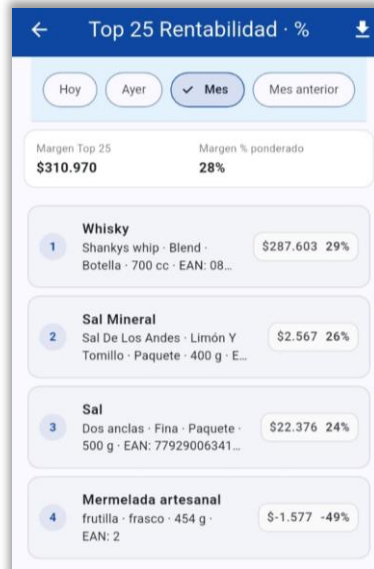 Top 25 Rentabilidad · %
Hoy
Ayer
Mes
Mes anterior
Margen Top 25
$310.970
Margen % ponderado
28%
1
Whisky
Shankys whip · Blend ·
Botella · 700 cc · EAN: 08...
$287.603 29%
2
Sal Mineral
Sal De Los Andes · Limón Y
Tomillo · Paquete · 400 g · E...
$2.567 26%
3
Sal
Dos anclas · Fina · Paquete ·
500 g · EAN: 77929006341...
$22.376 24%
4
Mermelada artesanal
frutilla · frasco · 454 g ·
EAN: 2
$-1.577 -49%